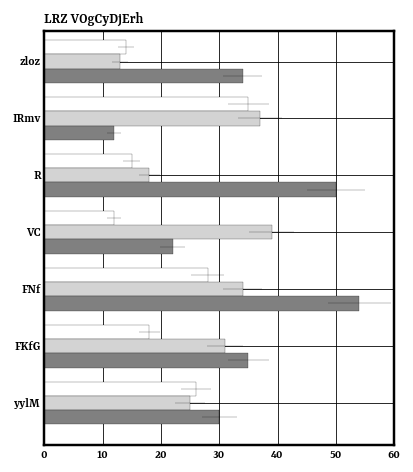 LRZ VOgCyDjErh
zloz
IRmv
R
VC
FNf
FKfG
yylM
0 10 20 30 40 50 60